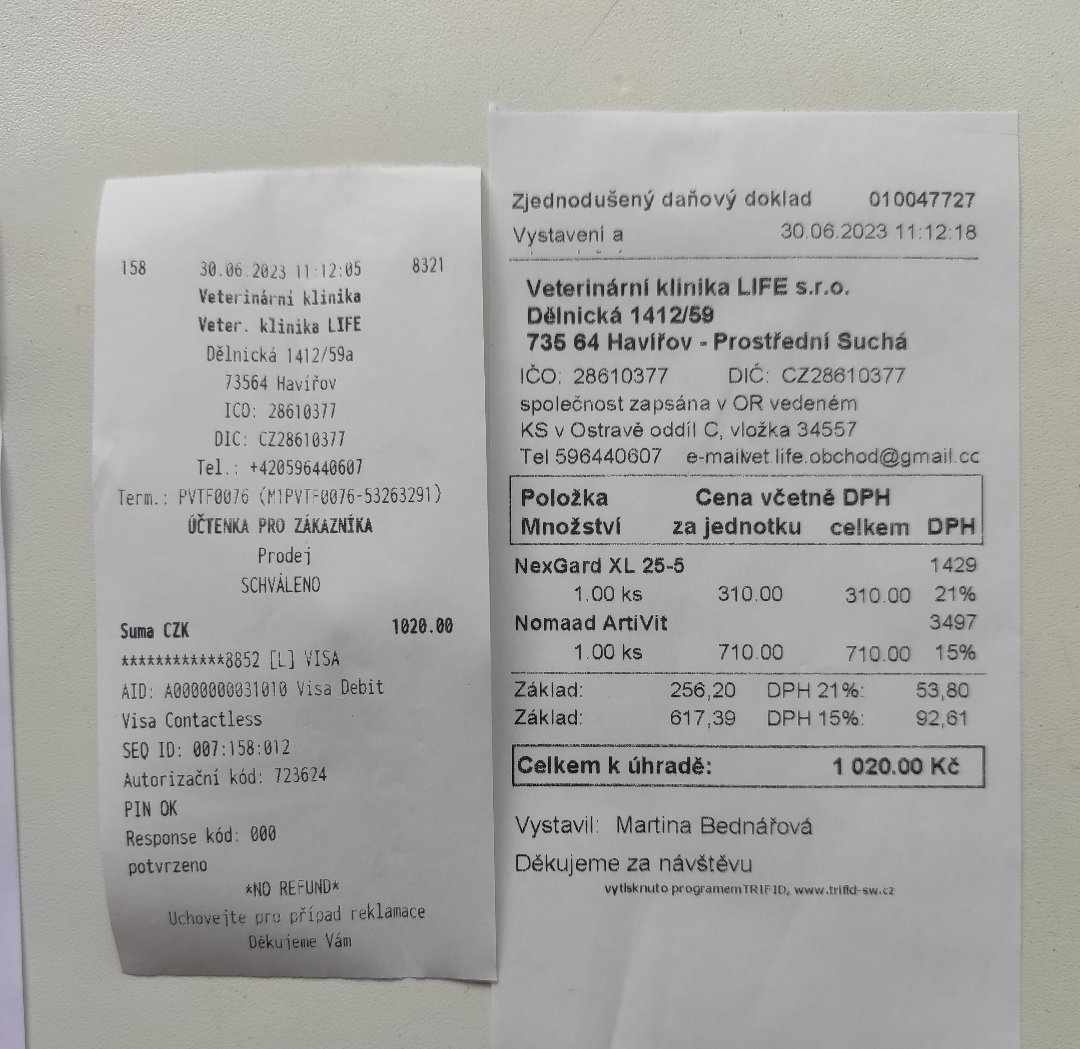 158 30.06.2023 11:12:05 8321
Veterinární klinika
Veter. klinika LIFE
Dělnická 1412/59a
73564 Havířov
ICO: 28610377
DIC: CZ28610377
Tel.: +420596440607
Term.: PVTF0076 (M1PVTF0076-53263291)
ÚČTENKA PRO ZÁKAZNÍKA
Prodej
SCHVÁLENO
Suma CZK 1020.00
************8852 [L] VISA
AID: A0000000031010 Visa Debit
Visa Contactless
SEQ ID: 007:158:012
Autorizační kód: 723624
PIN OK
Response kód: 000
potvrzeno
*NO REFUND*
Uchovejte pro případ reklamace
Děkujeme Vám
Zjednodušený daňový doklad 010047727
Vystavení a 30.06.2023 11:12:18
Veterinární klinika LIFE s.r.o.
Dělnická 1412/59
735 64 Havířov - Prostřední Suchá
IČO: 28610377 DIČ: CZ28610377
společnost zapsána v OR vedeném
KS v Ostravě oddíl C, vložka 34557
Tel 596440607 e-mail vet.life.obchod@gmail.cc
Položka Cena včetně DPH
Množství za jednotku celkem DPH
NexGard XL 25-5 1429
1.00 ks 310.00 310.00 21%
Nomaad ArtiVit 3497
1.00 ks 710.00 710.00 15%
Základ: 256,20 DPH 21%: 53,80
Základ: 617,39 DPH 15%: 92,61
Celkem k úhradě: 1 020.00 Kč
Vystavil: Martina Bednářová
Děkujeme za návštěvu
vytisknuto programem TRIFID, www.trifid-sw.cz